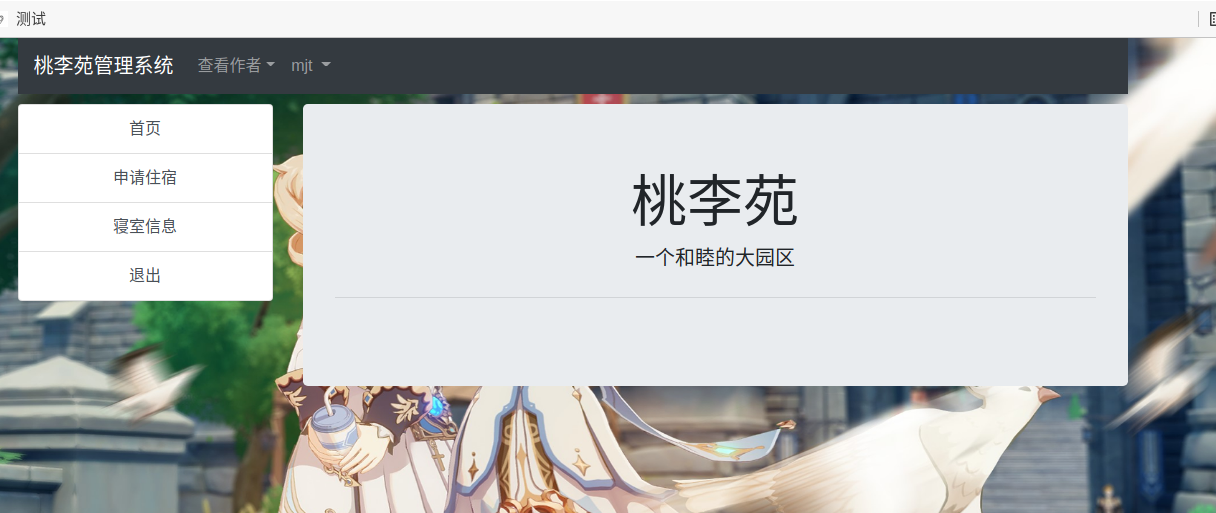 测试
桃李苑管理系统 查看作者 mjt
首页
申请住宿
寝室信息
退出
桃李苑
一个和睦的大园区